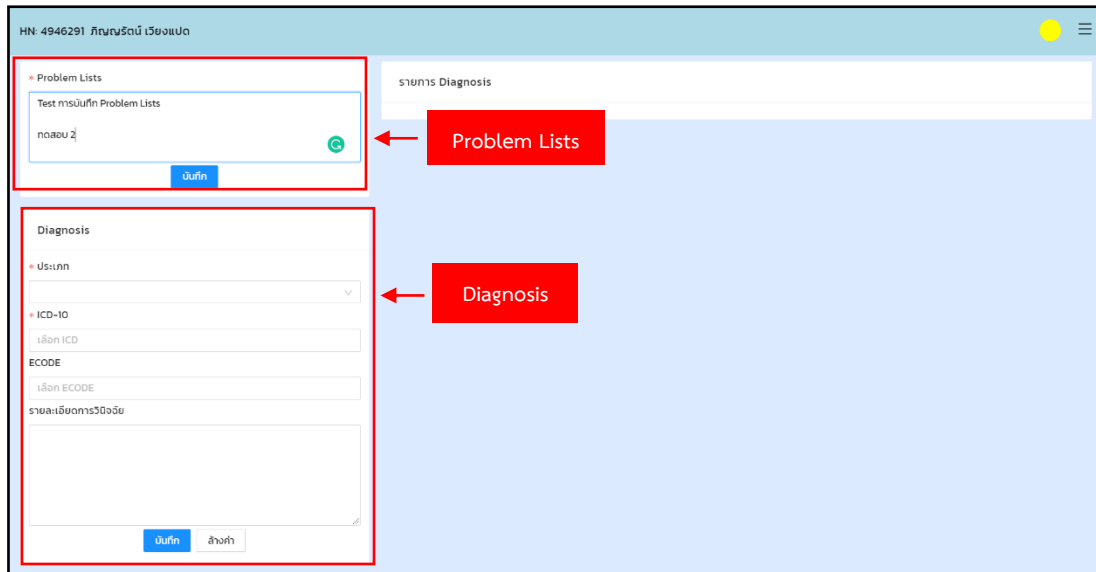 HN: 4946291 ภิญญรัตน์ เวียงแปด
* Problem Lists
Test การบันทึก Problem Lists
ทดสอบ 2
บันทึก
Problem Lists
รายการ Diagnosis
Diagnosis
* ประเภท
* ICD-10
เลือก ICD
ECODE
เลือก ECODE
รายละเอียดการวินิจฉัย
บันทึก ล้างค่า
Diagnosis